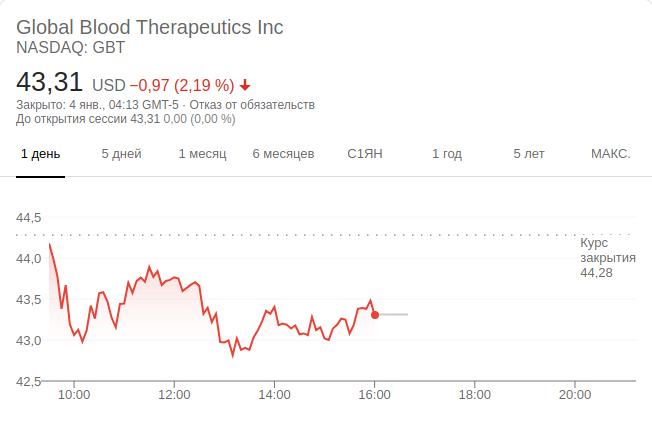 Global Blood Therapeutics Inc
NASDAQ: GBT
43,31 USD −0,97 (2,19 %)
Закрыто: 4 янв., 04:13 GMT-5 · Отказ от обязательств
До открытия сессии 43,31 0,00 (0,00 %)
1 день 5 дней 1 месяц 6 месяцев С1ЯН 1 год 5 лет МАКС.
44,5
Курс
закрытия
44,28
44,0
43,5
43,0
42,5
10:00 12:00 14:00 16:00 18:00 20:00